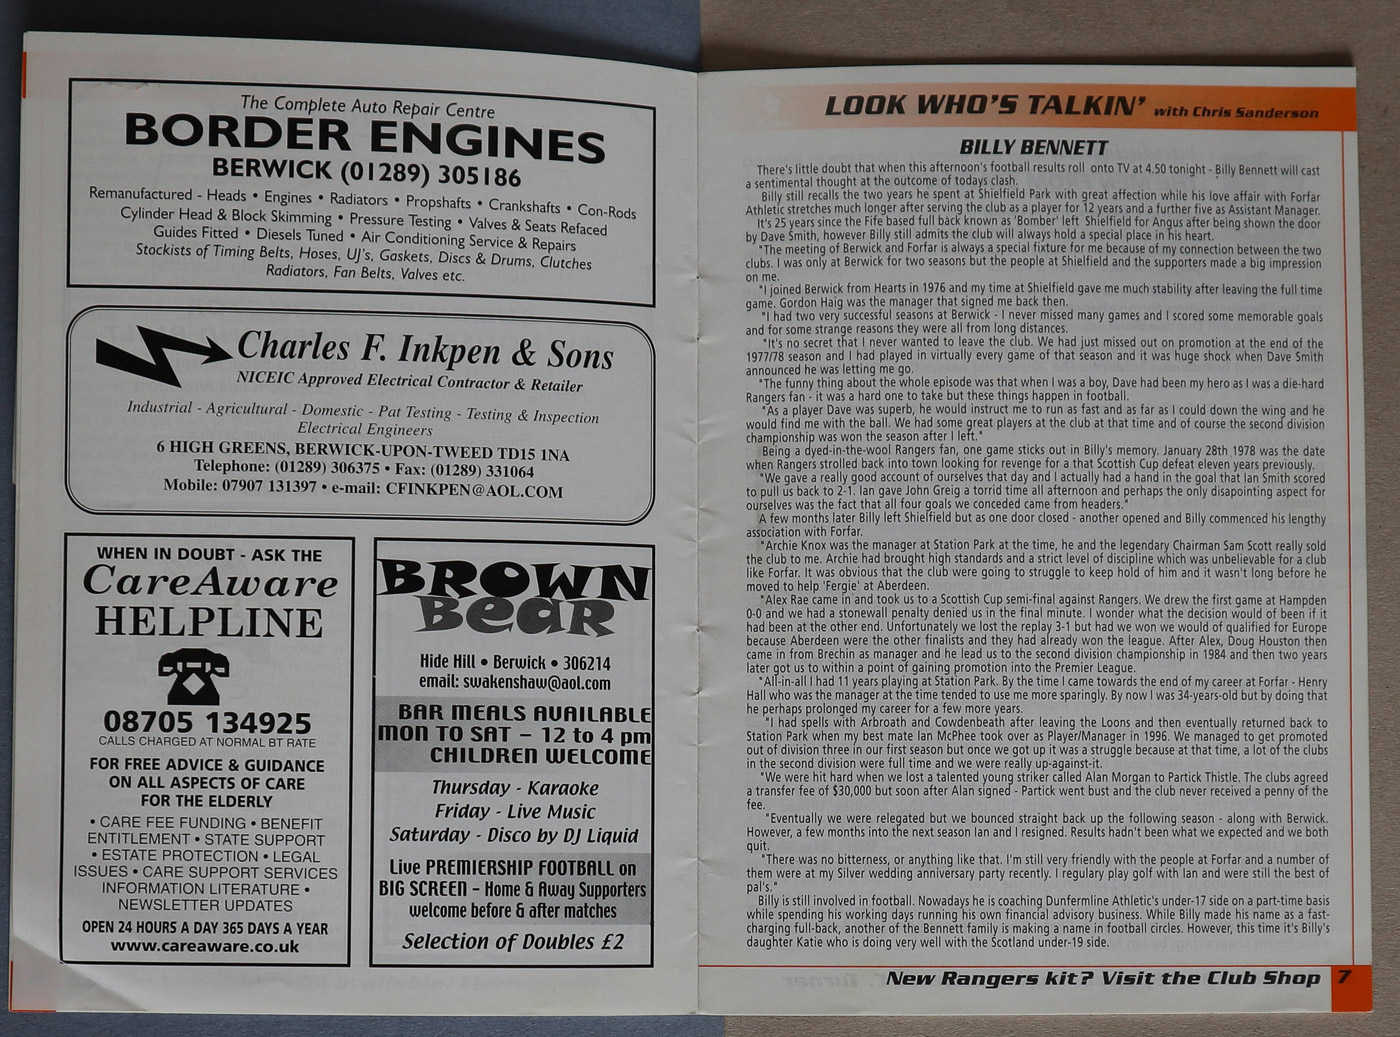 The Complete Auto Repair Centre
BORDER ENGINES
BERWICK (01289) 305186
Remanufactured - Heads • Engines • Radiators • Propshafts • Crankshafts • Con-Rods
Cylinder Head & Block Skimming • Pressure Testing • Valves & Seats Refaced
Guides Fitted • Diesels Tuned • Air Conditioning Service & Repairs
Stockists of Timing Belts, Hoses, UJ's, Gaskets, Discs & Drums, Clutches
Radiators, Fan Belts, Valves etc.
Charles F. Inkpen & Sons
NICEIC Approved Electrical Contractor & Retailer
Industrial - Agricultural - Domestic - Pat Testing - Testing & Inspection
Electrical Engineers
6 HIGH GREENS, BERWICK-UPON-TWEED TD15 1NA
Telephone: (01289) 306375 • Fax: (01289) 331064
Mobile: 07907 131397 • e-mail: CFINKPEN@AOL.COM
WHEN IN DOUBT - ASK THE
CareAware
HELPLINE
08705 134925
CALLS CHARGED AT NORMAL BT RATE
FOR FREE ADVICE & GUIDANCE
ON ALL ASPECTS OF CARE
FOR THE ELDERLY
• CARE FEE FUNDING • BENEFIT
ENTITLEMENT • STATE SUPPORT
• ESTATE PROTECTION • LEGAL
ISSUES • CARE SUPPORT SERVICES
INFORMATION LITERATURE •
NEWSLETTER UPDATES
OPEN 24 HOURS A DAY 365 DAYS A YEAR
www.careaware.co.uk
BROWN
BEAR
Hide Hill • Berwick • 306214
email: swakenshaw@aol.com
BAR MEALS AVAILABLE
MON TO SAT – 12 to 4 pm
CHILDREN WELCOME
Thursday - Karaoke
Friday - Live Music
Saturday - Disco by DJ Liquid
Live PREMIERSHIP FOOTBALL on
BIG SCREEN – Home & Away Supporters
welcome before & after matches
Selection of Doubles £2
LOOK WHO'S TALKIN' with Chris Sanderson
BILLY BENNETT
There's little doubt that when this afternoon's football results roll onto TV at 4.50 tonight - Billy Bennett will cast
a sentimental thought at the outcome of todays clash.
Billy still recalls the two years he spent at Shielfield Park with great affection while his love affair with Forfar
Athletic stretches much longer after serving the club as a player for 12 years and a further five as Assistant Manager.
It's 25 years since the Fife based full back known as 'Bomber' left Shielfield for Angus after being shown the door
by Dave Smith, however Billy still admits the club will always hold a special place in his heart.
"The meeting of Berwick and Forfar is always a special fixture for me because of my connection between the two
clubs. I was only at Berwick for two seasons but the people at Shielfield and the supporters made a big impression
on me.
"I joined Berwick from Hearts in 1976 and my time at Shielfield gave me much stability after leaving the full time
game. Gordon Haig was the manager that signed me back then.
"I had two very successful seasons at Berwick - I never missed many games and I scored some memorable goals
and for some strange reasons they were all from long distances.
"It's no secret that I never wanted to leave the club. We had just missed out on promotion at the end of the
1977/78 season and I had played in virtually every game of that season and it was huge shock when Dave Smith
announced he was letting me go.
"The funny thing about the whole episode was that when I was a boy, Dave had been my hero as I was a die-hard
Rangers fan - it was a hard one to take but these things happen in football.
"As a player Dave was superb, he would instruct me to run as fast and as far as I could down the wing and he
would find me with the ball. We had some great players at the club at that time and of course the second division
championship was won the season after I left."
Being a dyed-in-the-wool Rangers fan, one game sticks out in Billy's memory. January 28th 1978 was the date
when Rangers strolled back into town looking for revenge for a that Scottish Cup defeat eleven years previously.
"We gave a really good account of ourselves that day and I actually had a hand in the goal that Ian Smith scored
to pull us back to 2-1. Ian gave John Greig a torrid time all afternoon and perhaps the only disapointing aspect for
ourselves was the fact that all four goals we conceded came from headers."
A few months later Billy left Shielfield but as one door closed - another opened and Billy commenced his lengthy
association with Forfar.
"Archie Knox was the manager at Station Park at the time, he and the legendary Chairman Sam Scott really sold
the club to me. Archie had brought high standards and a strict level of discipline which was unbelievable for a club
like Forfar. It was obvious that the club were going to struggle to keep hold of him and it wasn't long before he
moved to help 'Fergie' at Aberdeen.
"Alex Rae came in and took us to a Scottish Cup semi-final against Rangers. We drew the first game at Hampden
0-0 and we had a stonewall penalty denied us in the final minute. I wonder what the decision would of been if it
had been at the other end. Unfortunately we lost the replay 3-1 but had we won we would of qualified for Europe
because Aberdeen were the other finalists and they had already won the league. After Alex, Doug Houston then
came in from Brechin as manager and he lead us to the second division championship in 1984 and then two years
later got us to within a point of gaining promotion into the Premier League.
"All-in-all I had 11 years playing at Station Park. By the time I came towards the end of my career at Forfar - Henry
Hall who was the manager at the time tended to use me more sparingly. By now I was 34-years-old but by doing that
he perhaps prolonged my career for a few more years.
"I had spells with Arbroath and Cowdenbeath after leaving the Loons and then eventually returned back to
Station Park when my best mate Ian McPhee took over as Player/Manager in 1996. We managed to get promoted
out of division three in our first season but once we got up it was a struggle because at that time, a lot of the clubs
in the second division were full time and we were really up-against-it.
"We were hit hard when we lost a talented young striker called Alan Morgan to Partick Thistle. The clubs agreed
a transfer fee of $30,000 but soon after Alan signed - Partick went bust and the club never received a penny of the
fee.
"Eventually we were relegated but we bounced straight back up the following season - along with Berwick.
However, a few months into the next season Ian and I resigned. Results hadn't been what we expected and we both
quit.
"There was no bitterness, or anything like that. I'm still very friendly with the people at Forfar and a number of
them were at my Silver wedding anniversary party recently. I regulary play golf with Ian and were still the best of
pal's."
Billy is still involved in football. Nowadays he is coaching Dunfermline Athletic's under-17 side on a part-time basis
while spending his working days running his own financial advisory business. While Billy made his name as a fast-
charging full-back, another of the Bennett family is making a name in football circles. However, this time it's Billy's
daughter Katie who is doing very well with the Scotland under-19 side.
New Rangers kit? Visit the Club Shop 7